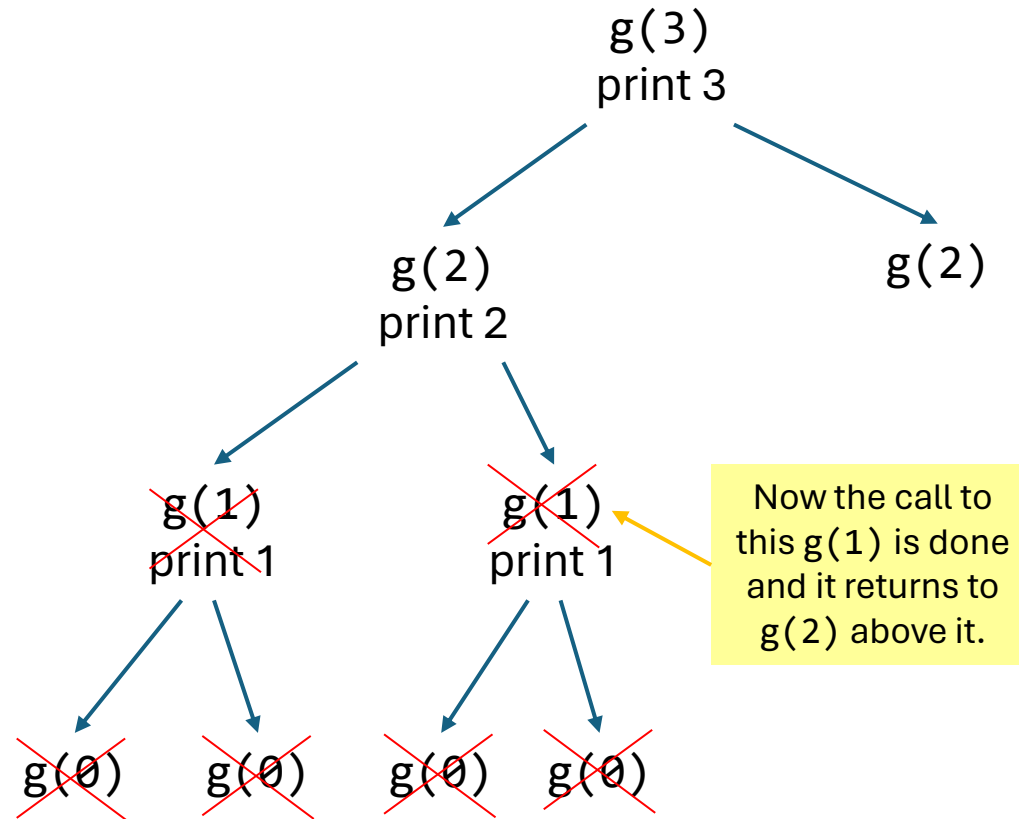 g(3)
print 3
g(2)
print 2
g(2)
g(1)
print 1
g(1)
print 1
Now the call to
this g(1) is done
and it returns to
g(2) above it.
g(0)
g(0)
g(0)
g(0)